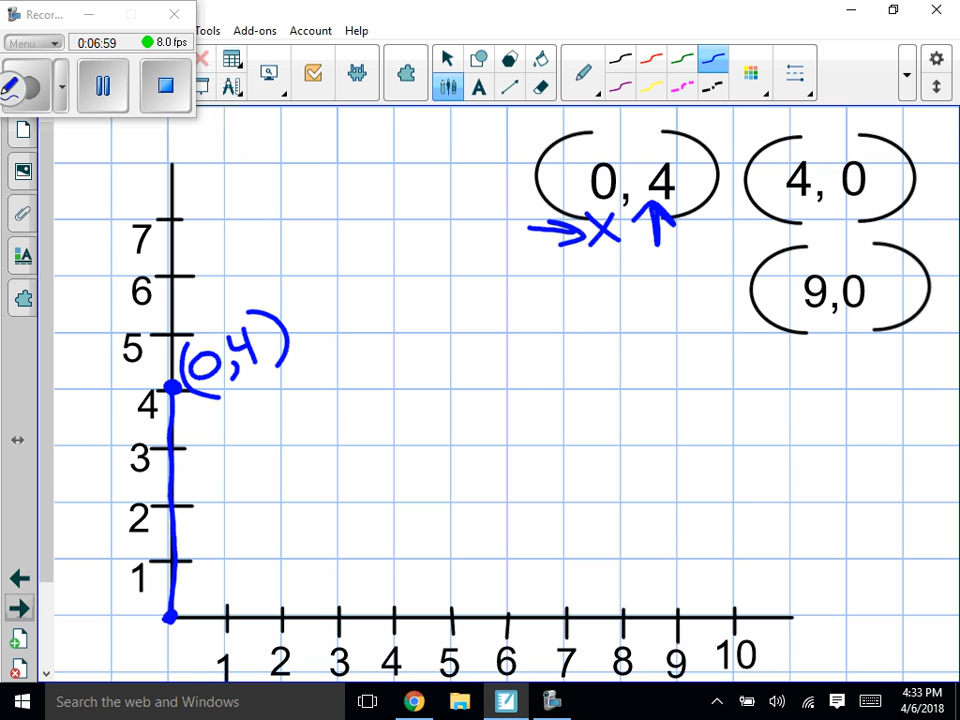 Recor...
Menu
00:06:59
8.0 fps
Tools Add-ons Account Help
A
0, 4
4, 0
X
9,0
7
6
5
(0,4)
4
3
2
1
1 2 3 4 5 6 7 8 9 10
Search the web and Windows
4:33 PM
4/6/2018